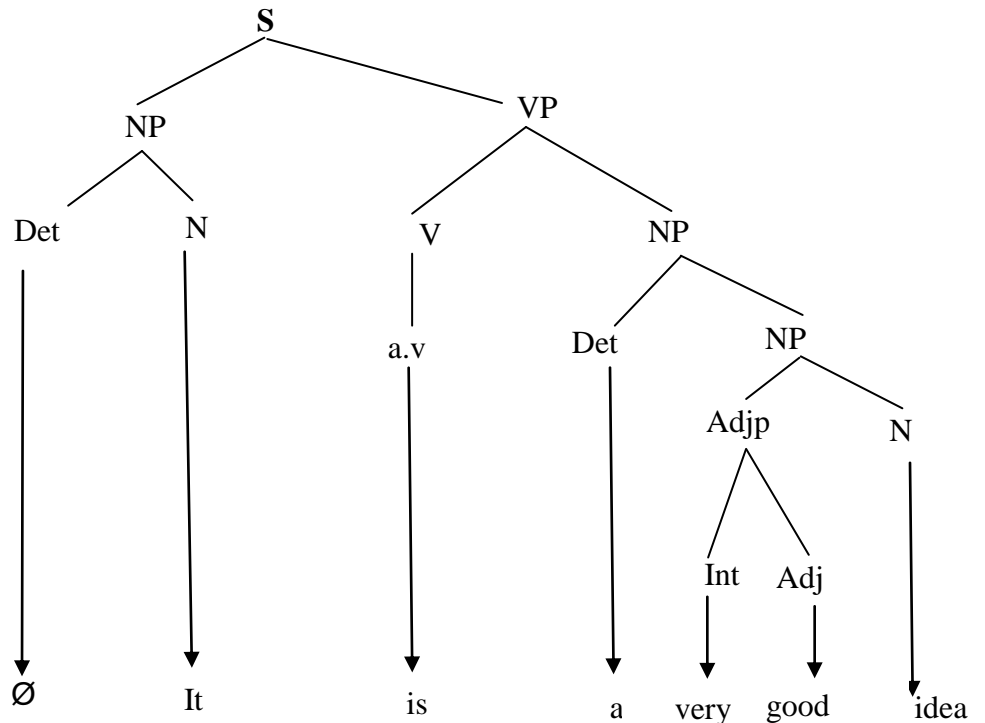 S
NP VP
Det N V NP
a.v Det NP
Adjp N
Int Adj
Ø It is a very good idea